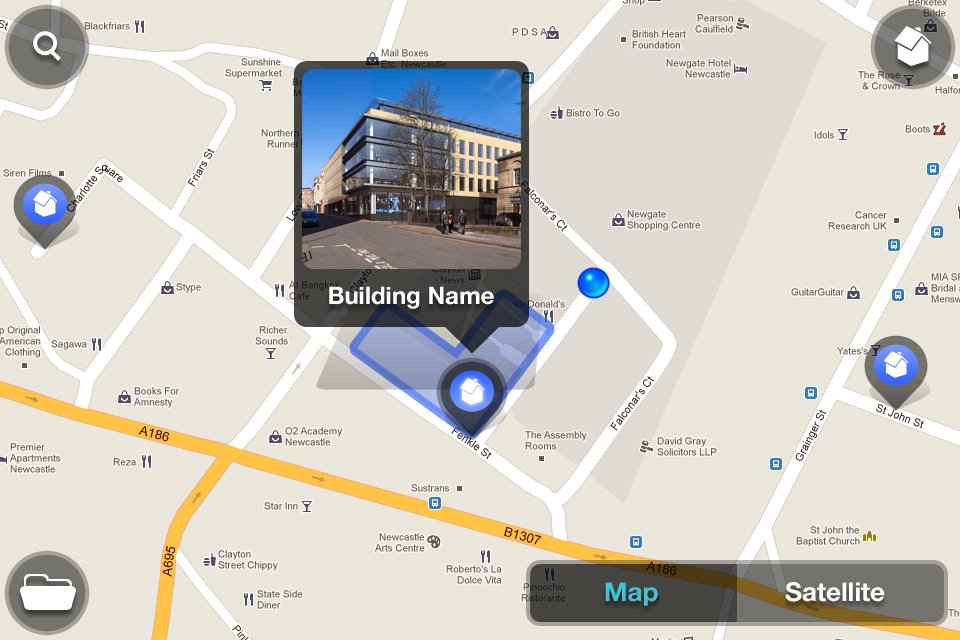 Blackfriars
Shop
PDSA
Pearson
Caulfield
Berketex
Bride
British Heart
Foundation
Mail Boxes
Etc. Newcastle
Sunshine
Supermarket
Newgate Hotel
Newcastle
The Rose
& Crown
Halfor
Bistro To Go
Boots
Idols
Northern
Runner
Friars St
Siren Films
Charlotte Square
Falconar's Ct
Newgate
Shopping Centre
Cancer
Research UK
Clayton
News
Stype
At Bangkok
Cafe
Building Name
McDonald's
GuitarGuitar
MIA S
Bridal a
Mensw
p Original
American
Clothing
Sagawa
Richer
Sounds
Yate's
Books For
Amnesty
Falconar's Ct
St John St
Grainger St
A186
O2 Academy
Newcastle
Fenkle St
The Assembly
Rooms
David Gray
Solicitors LLP
Premier
Apartments
Newcastle
Reza
Sustrans
Star Inn
B1307
Newcastle
Arts Centre
St John the
Baptist Church
A695
Clayton
Street Chippy
Roberto's La
Dolce Vita
A186
Pinocchio
Ristorante
Map
Satellite
State Side
Diner
The